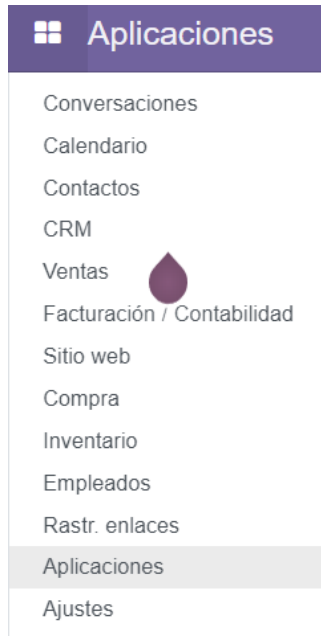 Aplicaciones
Conversaciones
Calendario
Contactos
CRM
Ventas
Facturación / Contabilidad
Sitio web
Compra
Inventario
Empleados
Rastr. enlaces
Aplicaciones
Ajustes